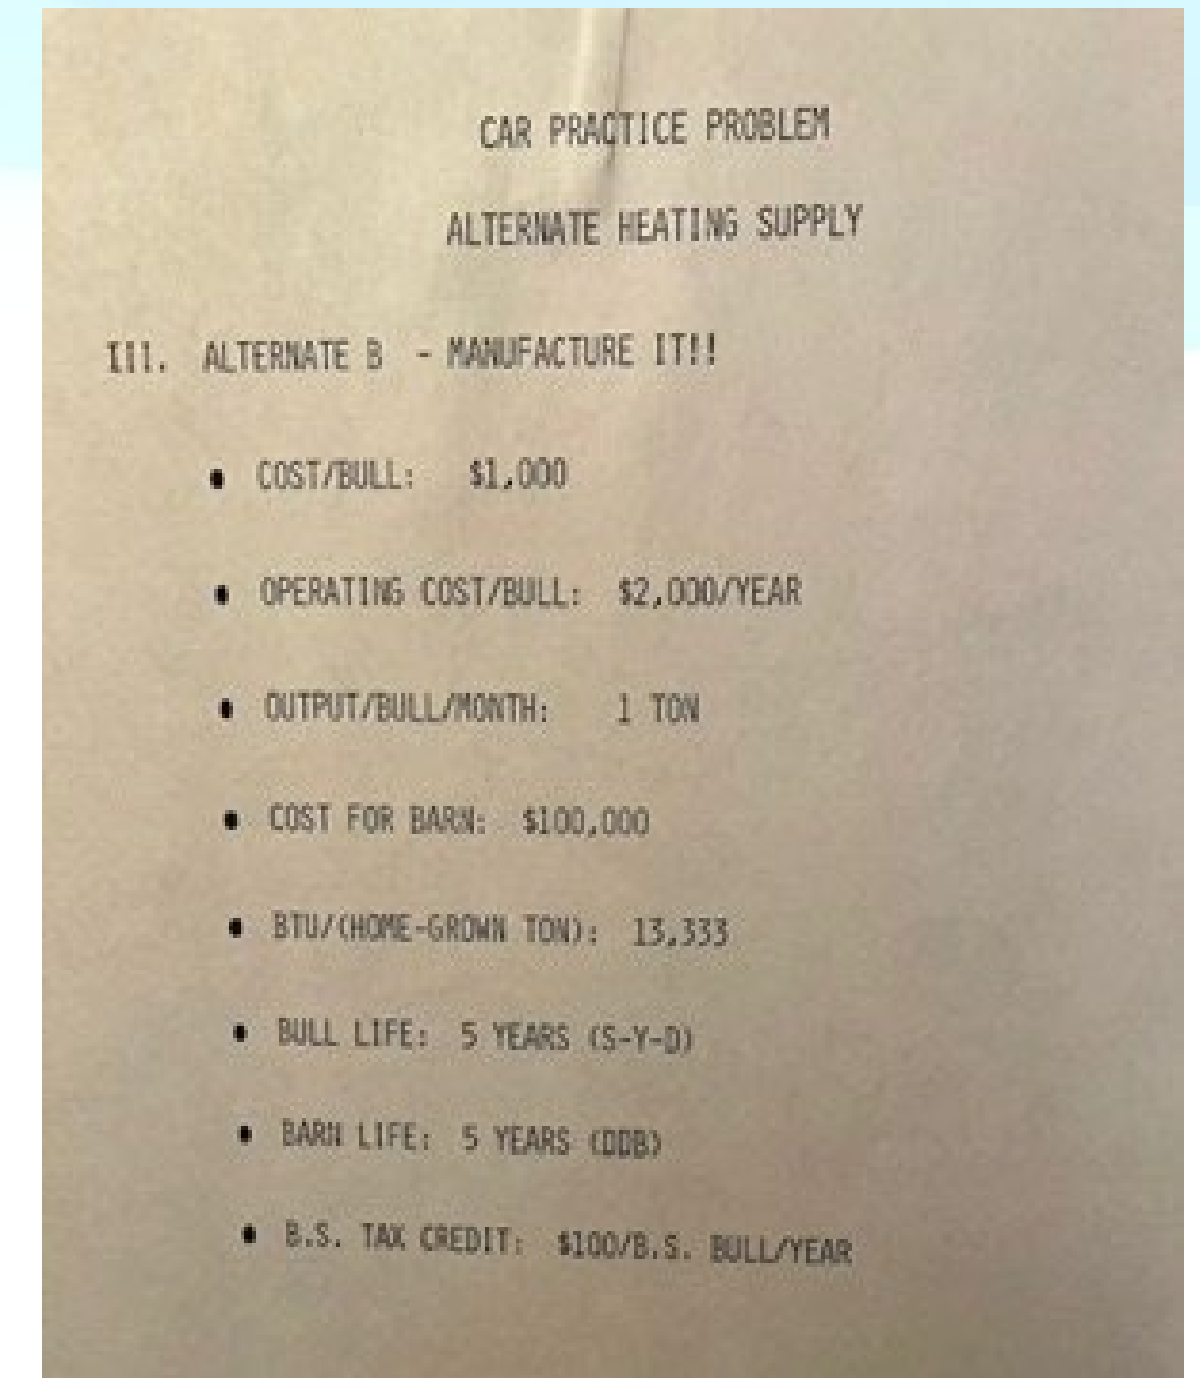 CAR PRACTICE PROBLEM
ALTERNATE HEATING SUPPLY
III. ALTERNATE B - MANUFACTURE IT!!
• COST/BULL: $1,000
• OPERATING COST/BULL: $2,000/YEAR
• OUTPUT/BULL/MONTH: 1 TON
• COST FOR BARN: $100,000
• BTU/(HOME-GROWN TON): 13,333
• BULL LIFE: 5 YEARS (S-Y-D)
• BARN LIFE: 5 YEARS (DDB)
• B.S. TAX CREDIT: $100/B.S. BULL/YEAR